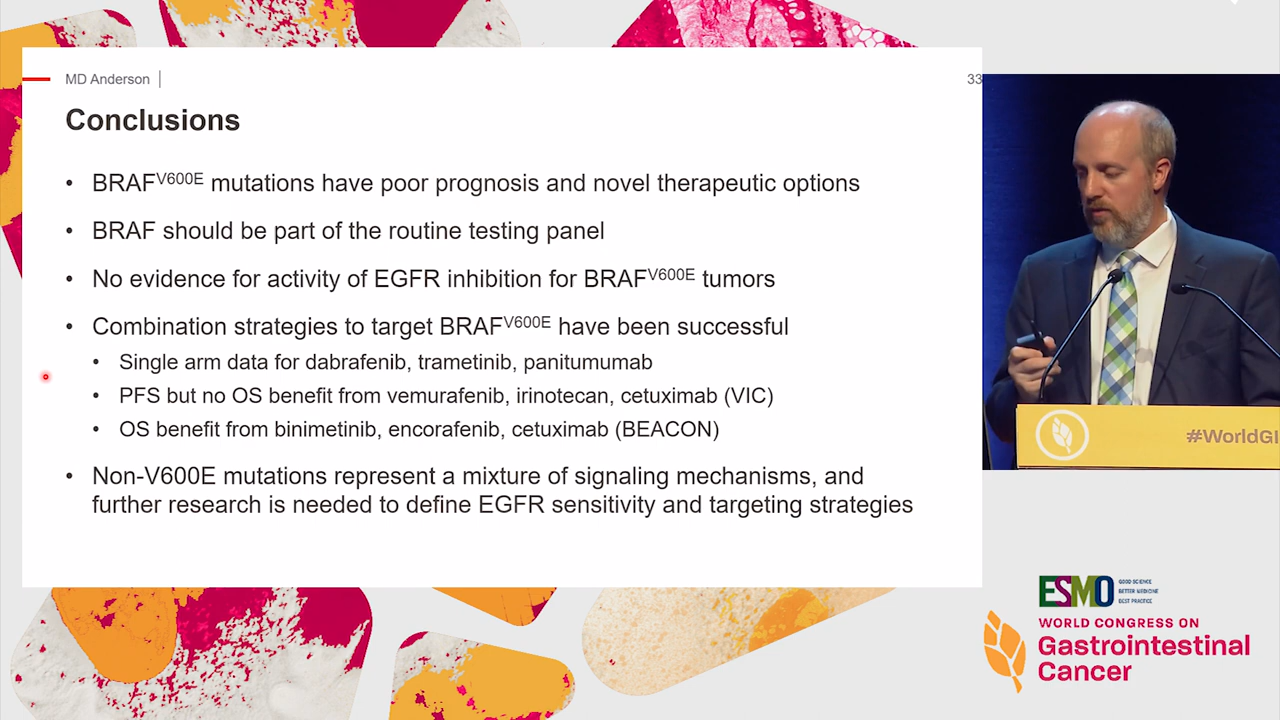 MD Anderson
33
Conclusions
• BRAFV600E mutations have poor prognosis and novel therapeutic options
• BRAF should be part of the routine testing panel
• No evidence for activity of EGFR inhibition for BRAFV600E tumors
• Combination strategies to target BRAFV600E have been successful
• Single arm data for dabrafenib, trametinib, panitumumab
• PFS but no OS benefit from vemurafenib, irinotecan, cetuximab (VIC)
• OS benefit from binimetinib, encorafenib, cetuximab (BEACON)
• Non-V600E mutations represent a mixture of signaling mechanisms, and
further research is needed to define EGFR sensitivity and targeting strategies
#WorldGI
ESMO
GOOD SCIENCE
BETTER MEDICINE
BEST PRACTICE
WORLD CONGRESS ON
Gastrointestinal
Cancer